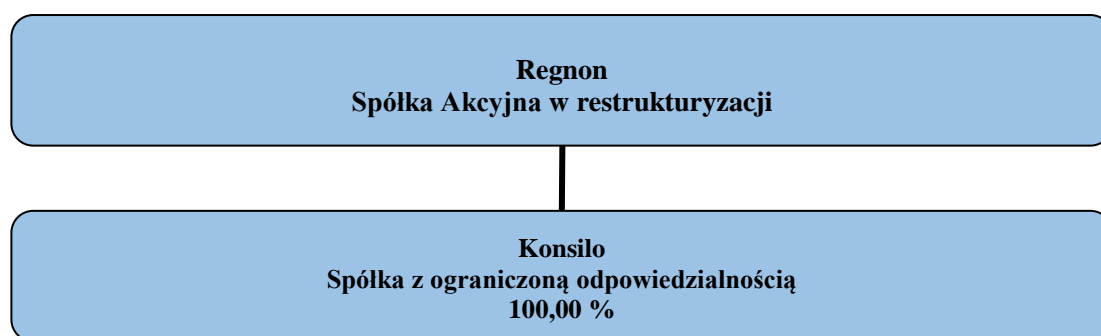 Regnon
Spółka Akcyjna w restrukturyzacji
Konsilo
Spółka z ograniczoną odpowiedzialnością
100,00 %